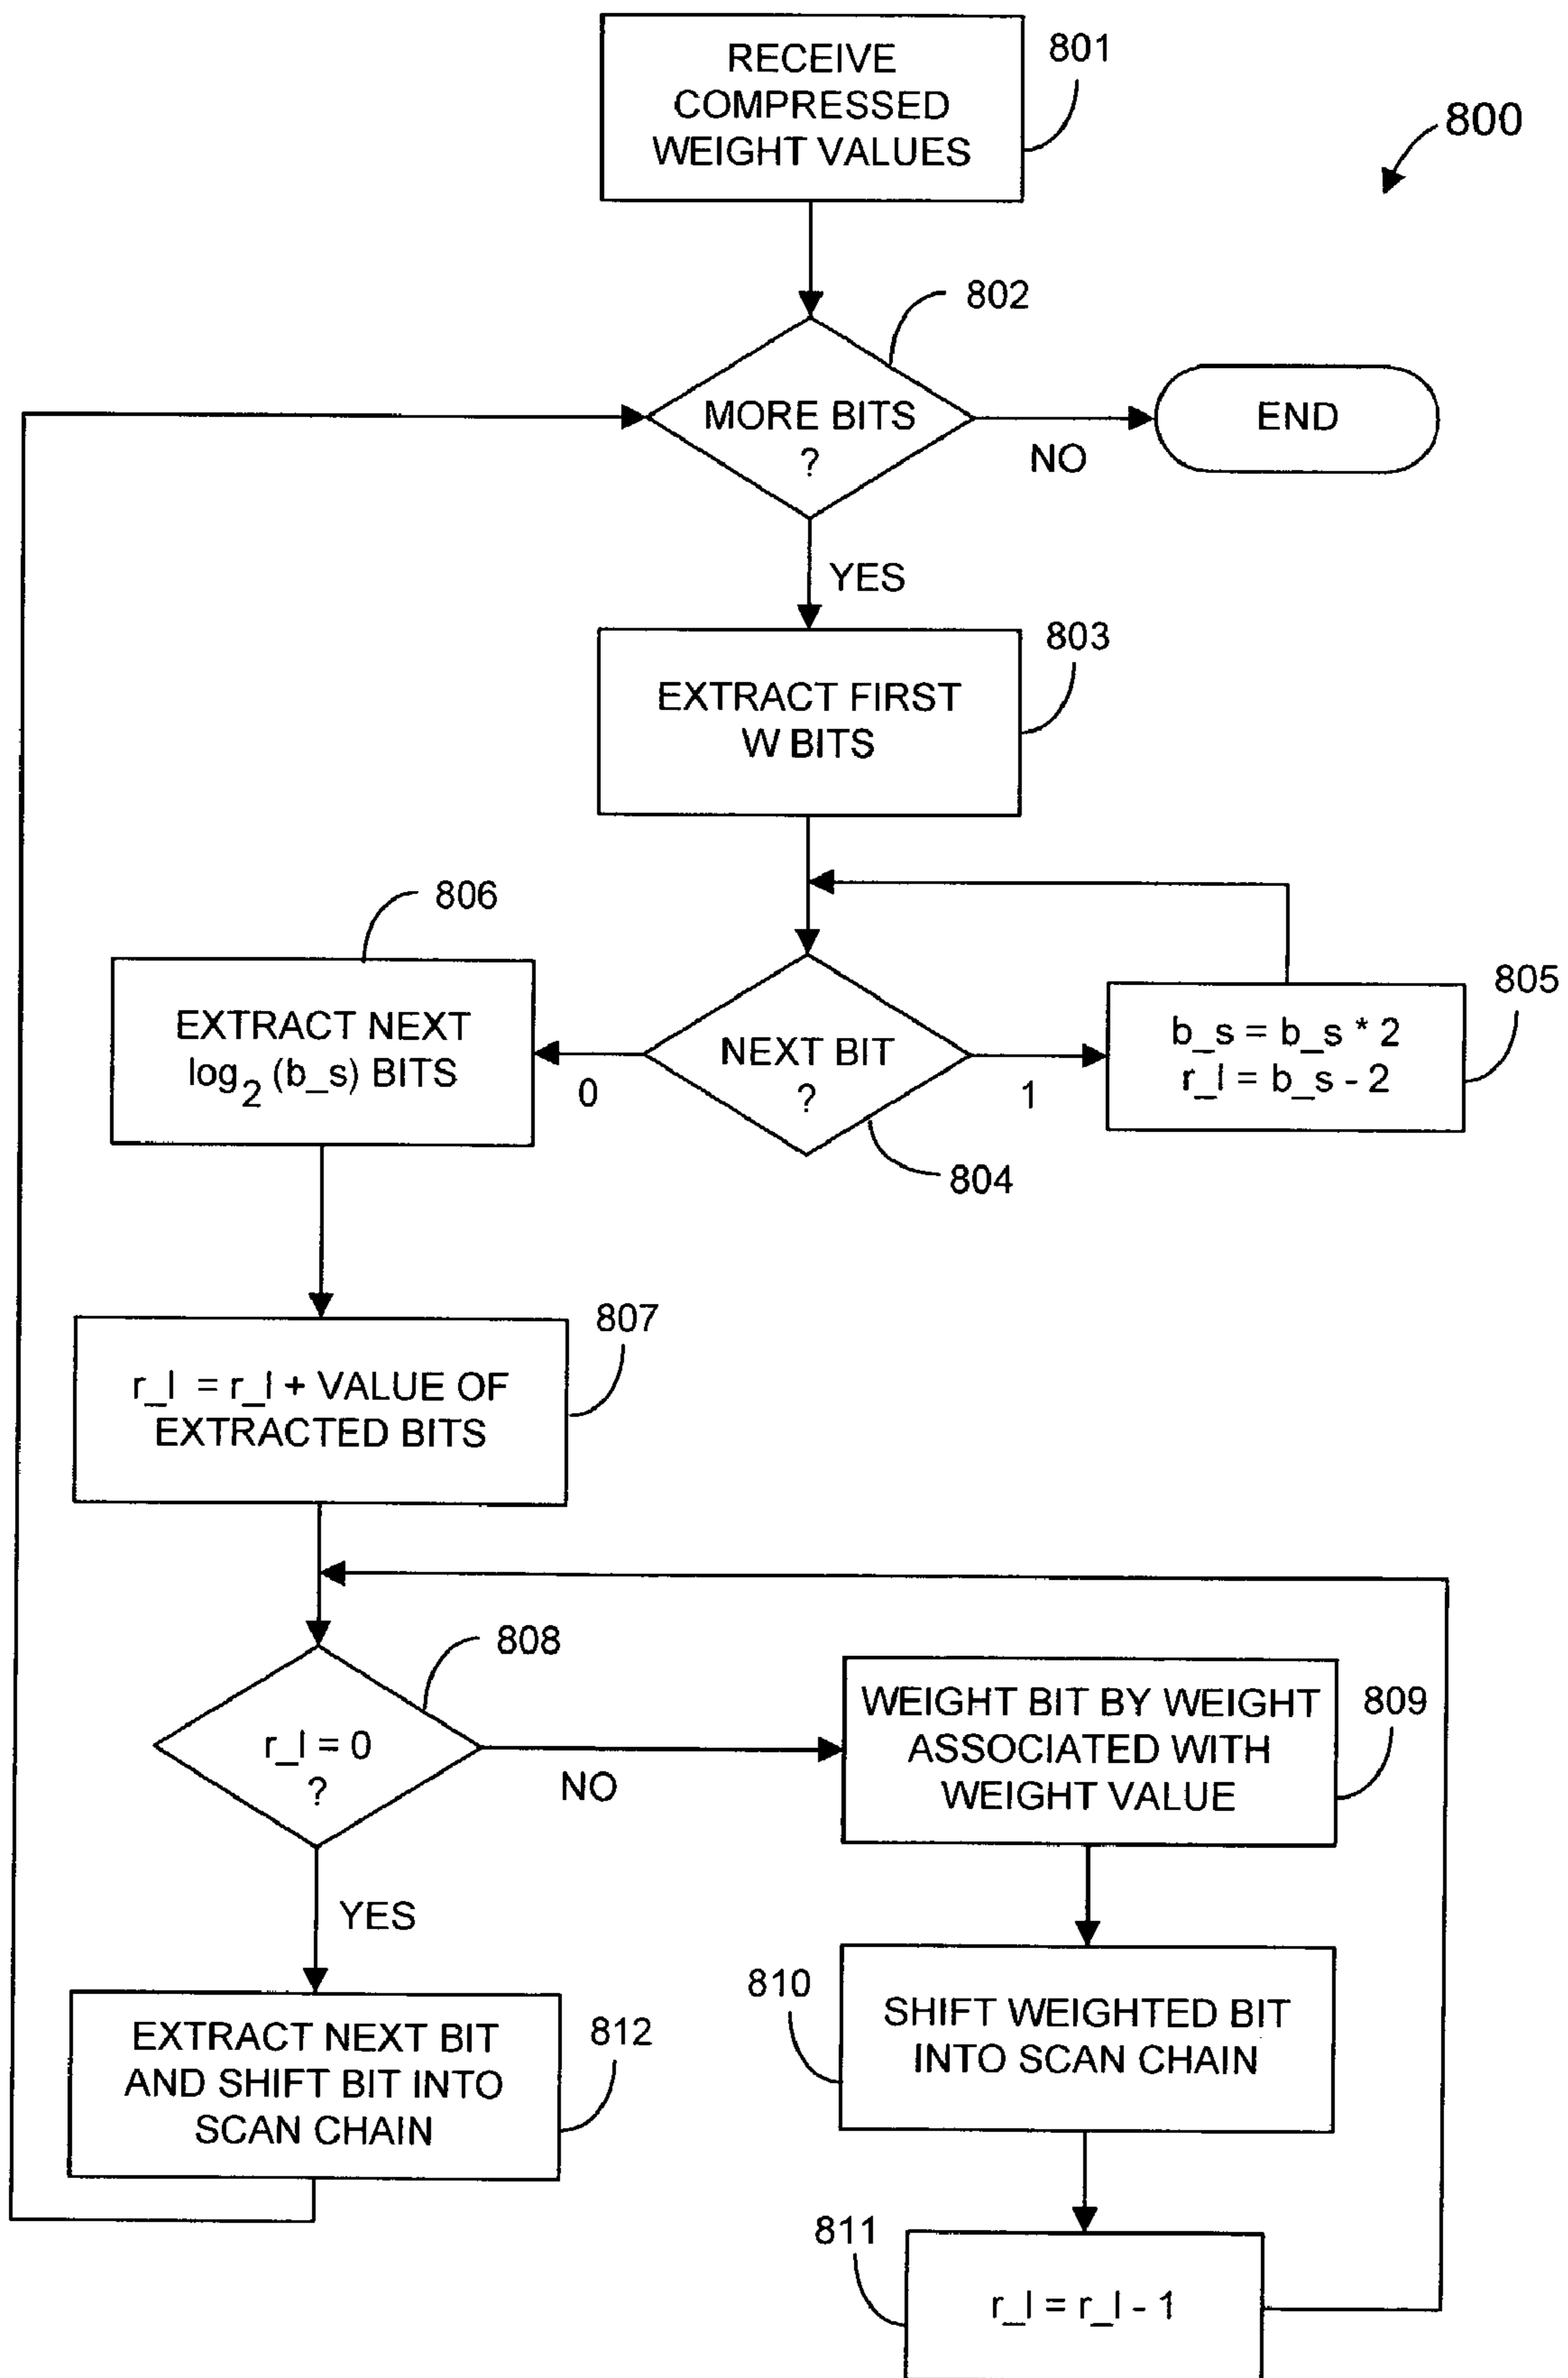 RECEIVE
COMPRESSED
WEIGHT VALUES
801
800
802
MORE BITS
?
NO
END
YES
803
EXTRACT FIRST
W BITS
806
EXTRACT NEXT
log2 (b_s) BITS
0
NEXT BIT
?
1
804
805
b_s = b_s * 2
r_l = b_s - 2
807
r_l = r_l + VALUE OF
EXTRACTED BITS
808
r_l = 0
?
NO
YES
WEIGHT BIT BY WEIGHT
ASSOCIATED WITH
WEIGHT VALUE
809
810
SHIFT WEIGHTED BIT
INTO SCAN CHAIN
EXTRACT NEXT BIT
AND SHIFT BIT INTO
SCAN CHAIN
812
811
r_l = r_l - 1